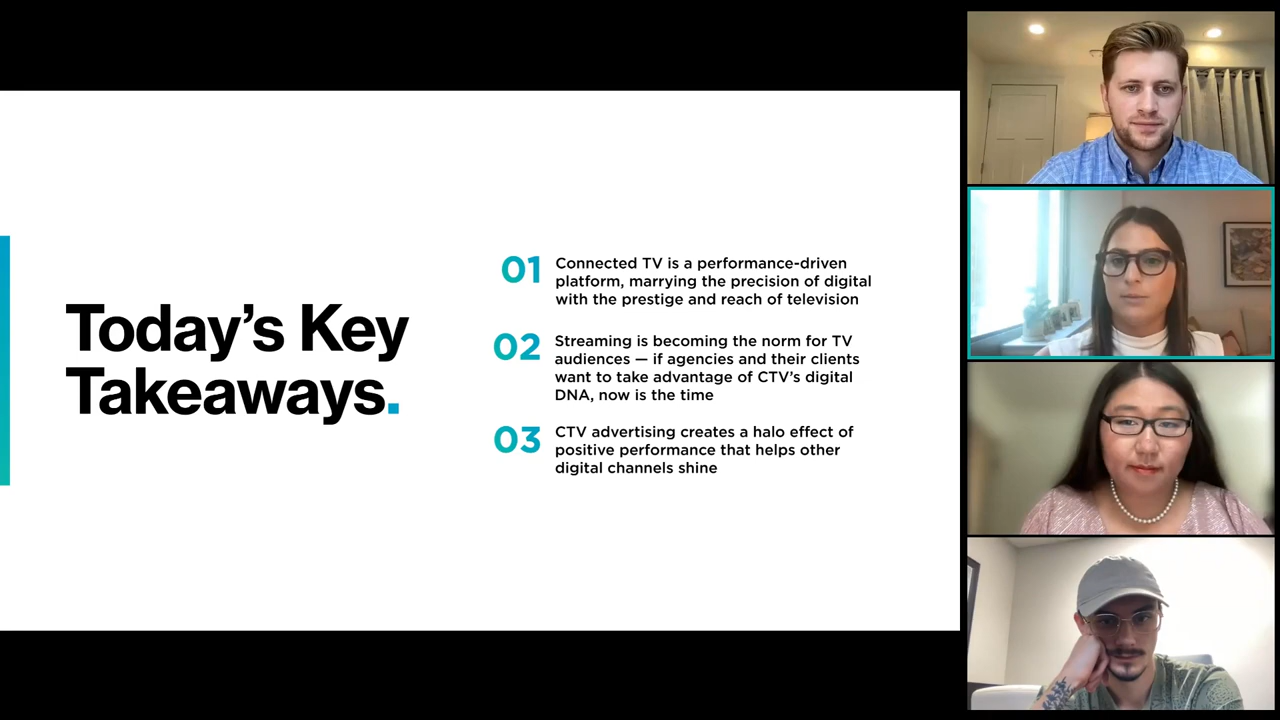 Today's Key
Takeaways.
01
Connected TV is a performance-driven
platform, marrying the precision of digital
with the prestige and reach of television
02
Streaming is becoming the norm for TV
audiences — if agencies and their clients
want to take advantage of CTV's digital
DNA, now is the time
03
CTV advertising creates a halo effect of
positive performance that helps other
digital channels shine